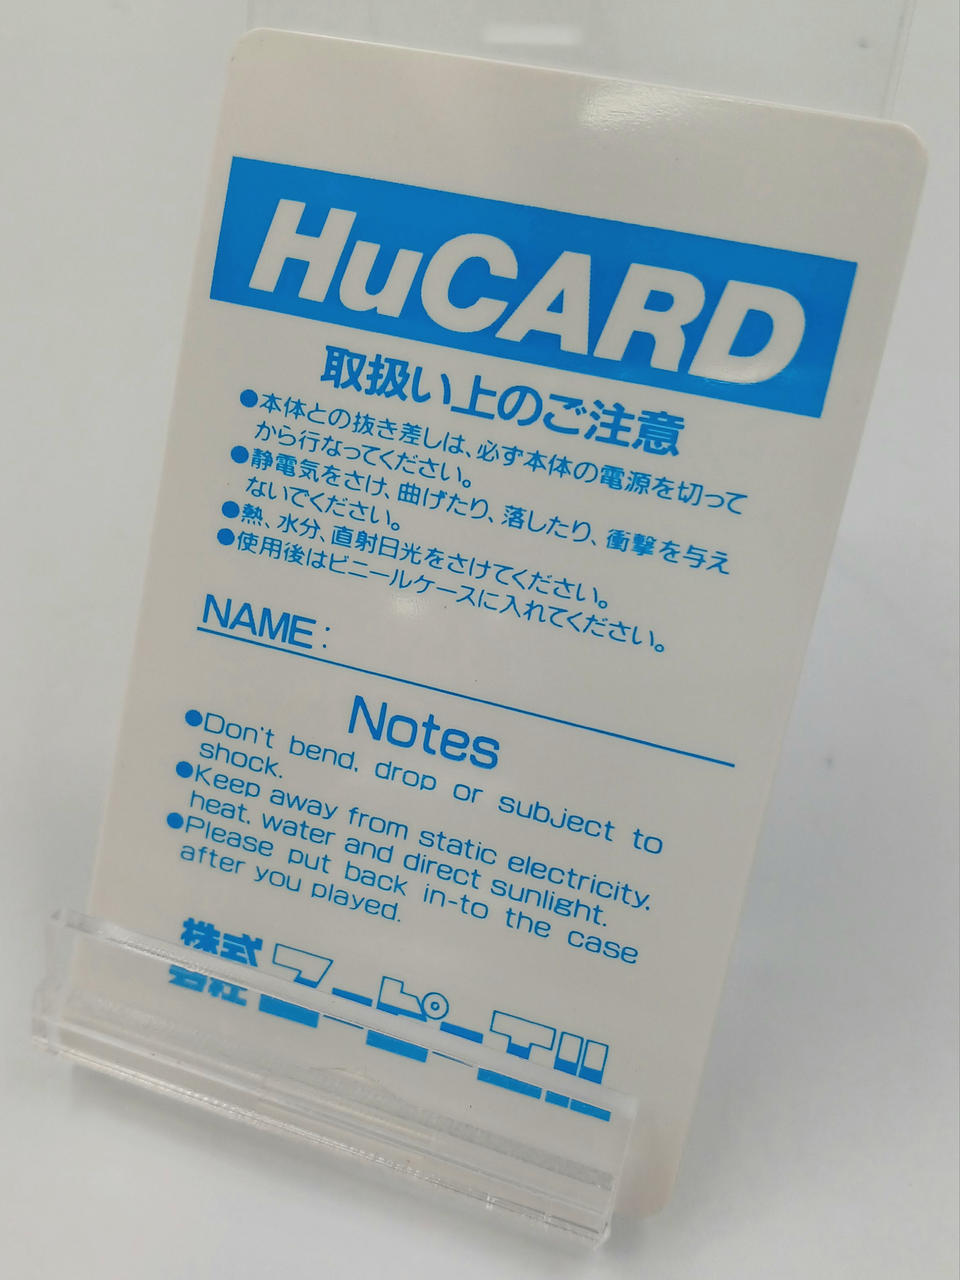 HuCARD
取扱い上のご注意
●本体との抜き差しは、必ず本体の電源を切って
から行なってください。
●静電気をさけ、曲げたり、落したり、衝撃を与え
ないでください。
●熱、水分、直射日光をさけてください。
●使用後はビニールケースに入れてください。
NAME:
Notes
●Don't bend, drop or subject to
shock.
●Keep away from static electricity,
heat, water and direct sunlight.
●Please put back in-to the case
after you played.
株式
会社